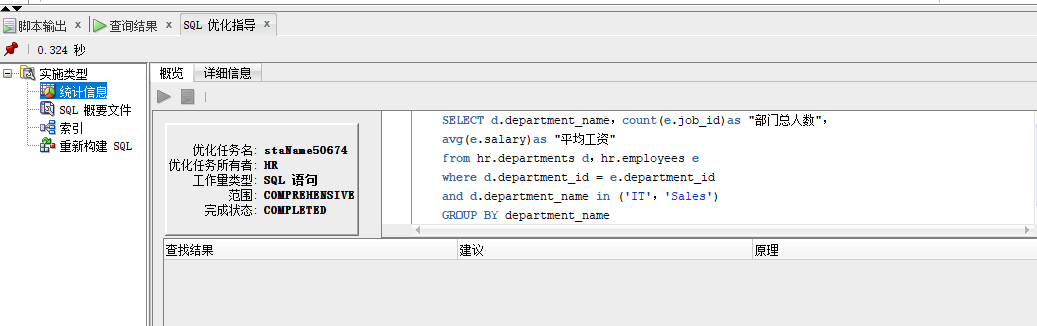 脚本输出 × 查询结果 × SQL 优化指导 ×
0.324 秒
实施类型
统计信息
SQL 概要文件
索引
重新构建 SQL
概览 详细信息
优化任务名: staName50674
优化任务所有者: HR
工作量类型: SQL 语句
范围: COMPREHENSIVE
完成状态: COMPLETED
SELECT d.department_name, count(e.job_id)as "部门总人数",
avg(e.salary)as "平均工资"
from hr.departments d, hr.employees e
where d.department_id = e.department_id
and d.department_name in ('IT', 'Sales')
GROUP BY department_name
查找结果 建议 原理